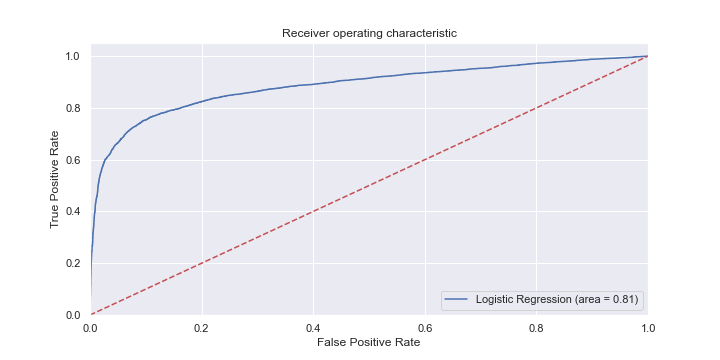 Receiver operating characteristic
True Positive Rate
1.0
0.8
0.6
0.4
0.2
0.0
Logistic Regression (area = 0.81)
0.0 0.2 0.4 0.6 0.8 1.0
False Positive Rate